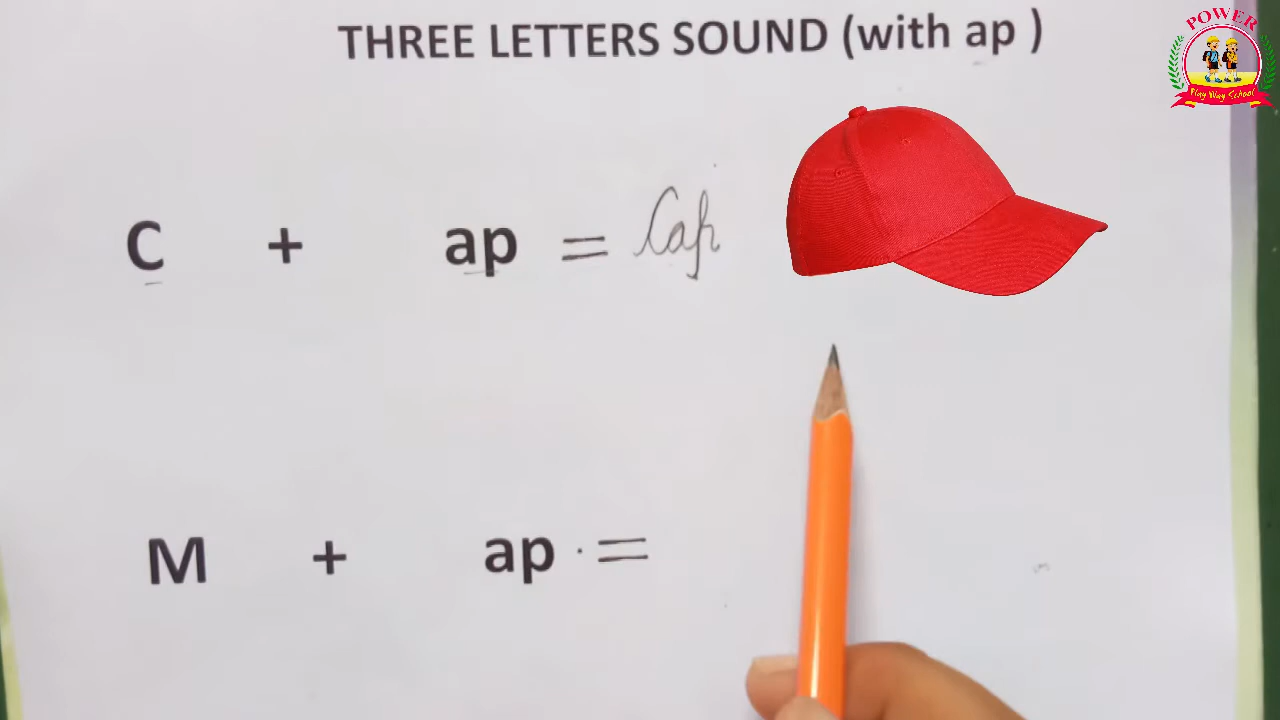 THREE LETTERS SOUND (with ap )
POWER
Play Way School
C + ap = Cap
M + ap =